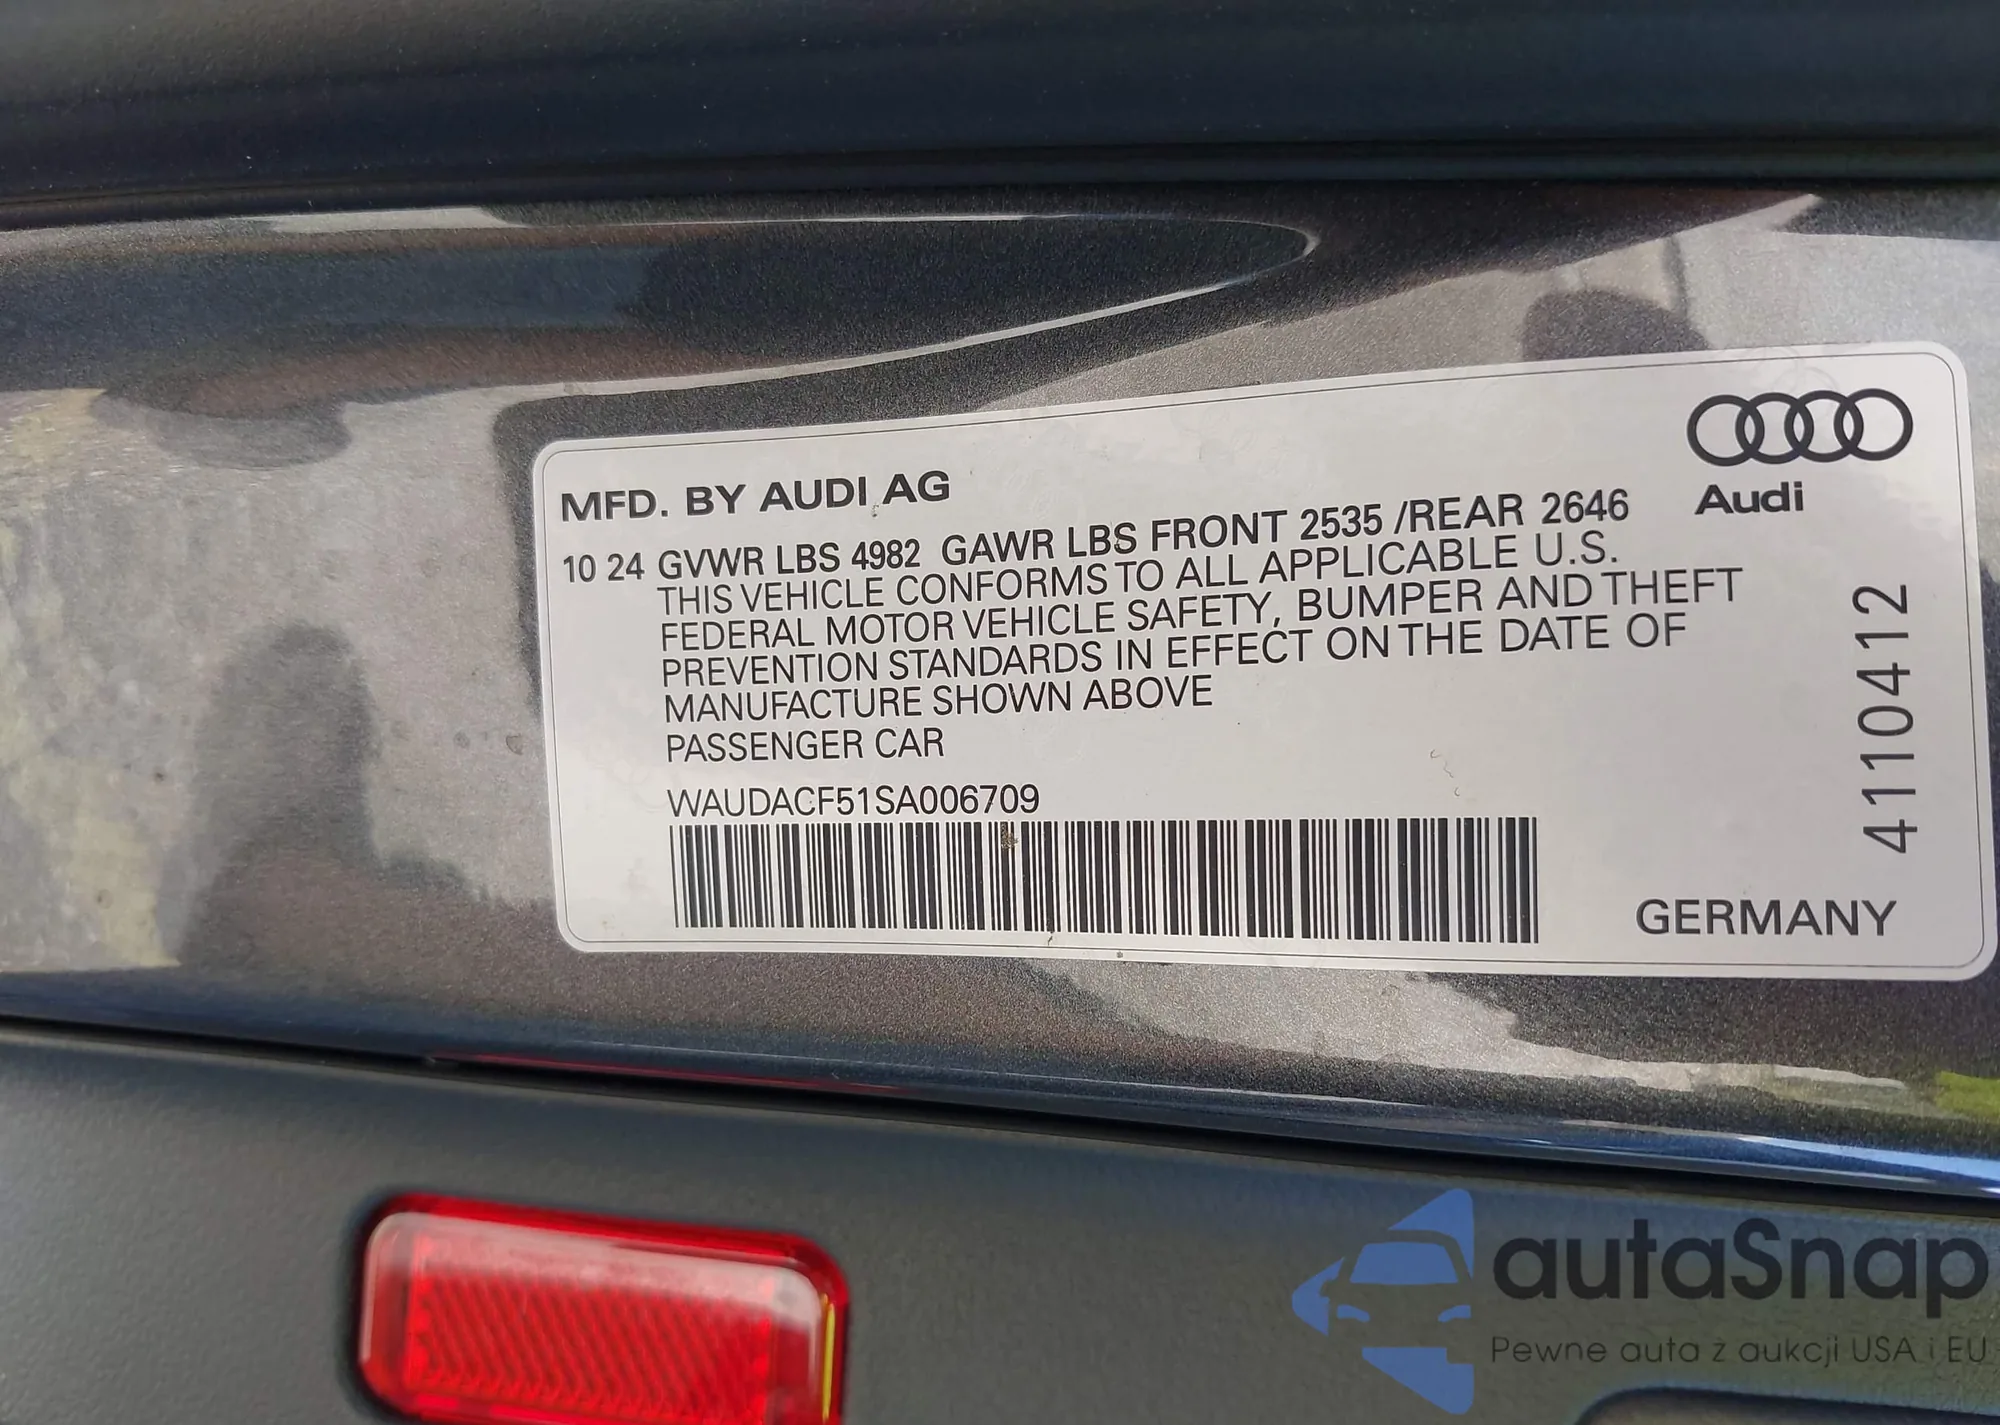 MFD. BY AUDI AG
Audi
10 24 GVWR LBS 4982 GAWR LBS FRONT 2535 /REAR 2646
THIS VEHICLE CONFORMS TO ALL APPLICABLE U.S.
FEDERAL MOTOR VEHICLE SAFETY, BUMPER AND THEFT
PREVENTION STANDARDS IN EFFECT ON THE DATE OF
MANUFACTURE SHOWN ABOVE
PASSENGER CAR
WAUDACF51SA006709
4110412
GERMANY
autaSnap
Pewne auta z aukcji USA i EU